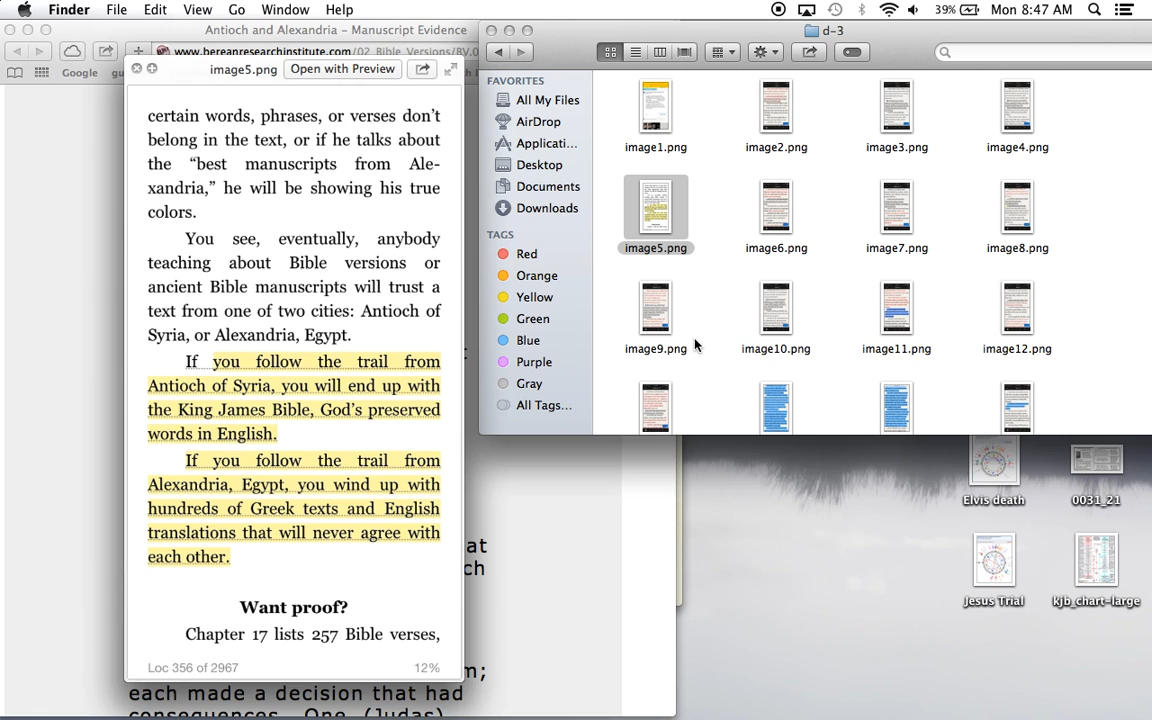 Finder File Edit View Go Window Help
39% Mon 8:47 AM
Antioch and Alexandria – Manuscript Evidence
www.bereanresearchinstitute.com/02_Bible_Versions/BV.0
Google
image5.png Open with Preview
certain words, phrases, or verses don’t
belong in the text, or if he talks about
the “best manuscripts from Ale-
xandria,” he will be showing his true
colors.
You see, eventually, anybody
teaching about Bible versions or
ancient Bible manuscripts will trust a
text from one of two cities: Antioch of
Syria, or Alexandria, Egypt.
If you follow the trail from
Antioch of Syria, you will end up with
the King James Bible, God’s preserved
words in English.
If you follow the trail from
Alexandria, Egypt, you wind up with
hundreds of Greek texts and English
translations that will never agree with
each other.
Want proof?
Chapter 17 lists 257 Bible verses,
Loc 356 of 2967 12%
at
ch
m;
each made a decision that had
consequences. One (Judas)
d-3
FAVORITES
All My Files
AirDrop
Applicati...
Desktop
Documents
Downloads
TAGS
Red
Orange
Yellow
Green
Blue
Purple
Gray
All Tags...
image1.png image2.png image3.png image4.png
image5.png image6.png image7.png image8.png
image9.png image10.png image11.png image12.png
Elvis death 0031_21
Jesus Trial kjb_chart-large